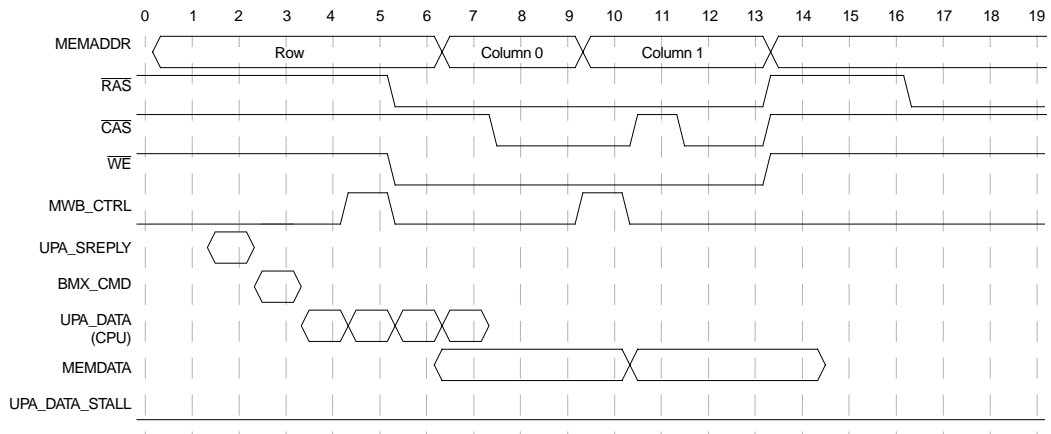 0 1 2 3 4 5 6 7 8 9 10 11 12 13 14 15 16 17 18 19
MEMADDR Row Column 0 Column 1
RAS
CAS
WE
MWB_CTRL
UPA_SREPLY
BMX_CMD
UPA_DATA
(CPU)
MEMDATA
UPA_DATA_STALL